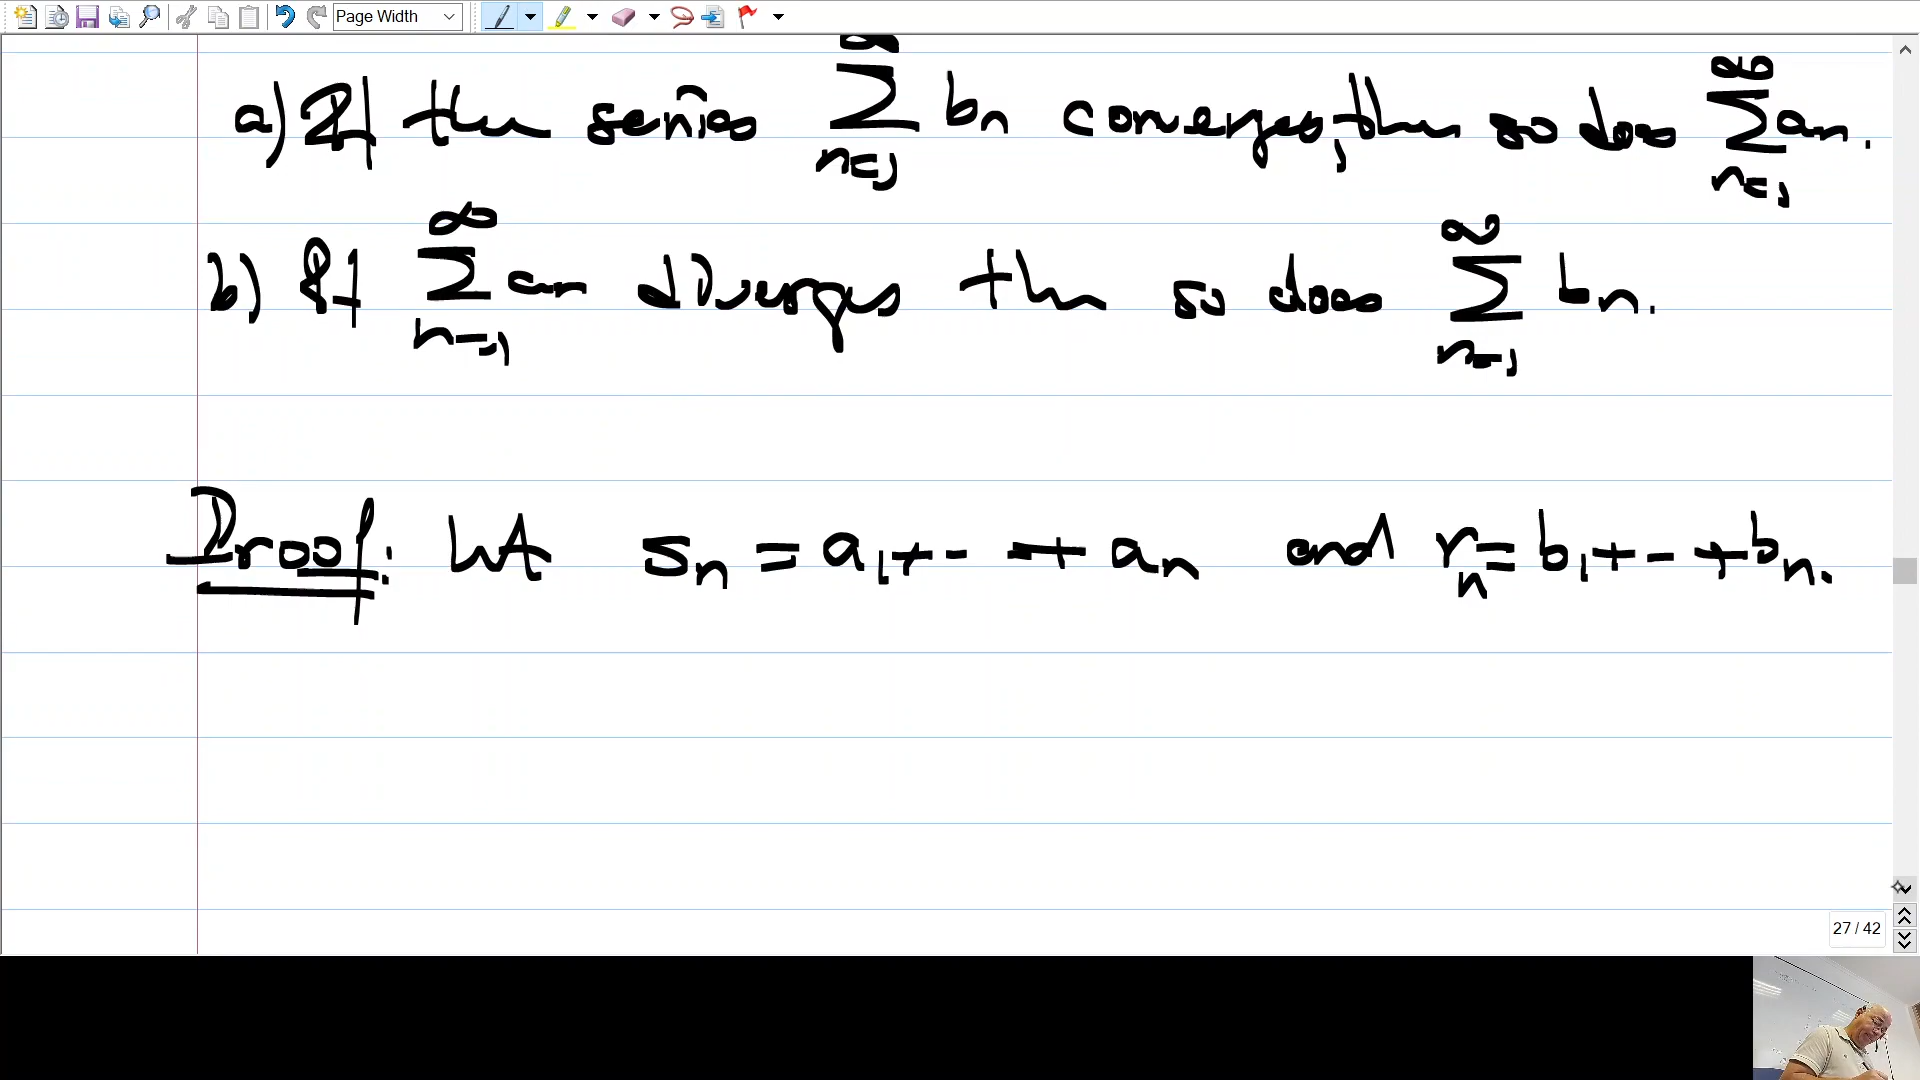 Page Width
a) If the series ∑_{n=1}^∞ b_n converges, then so does ∑_{n=1}^∞ a_n.
b) If ∑_{n=1}^∞ a_n diverges then so does ∑_{n=1}^∞ b_n.
Proof: Let s_n = a_1 + - - + a_n and r_n = b_1 + - + b_n.
27 / 42